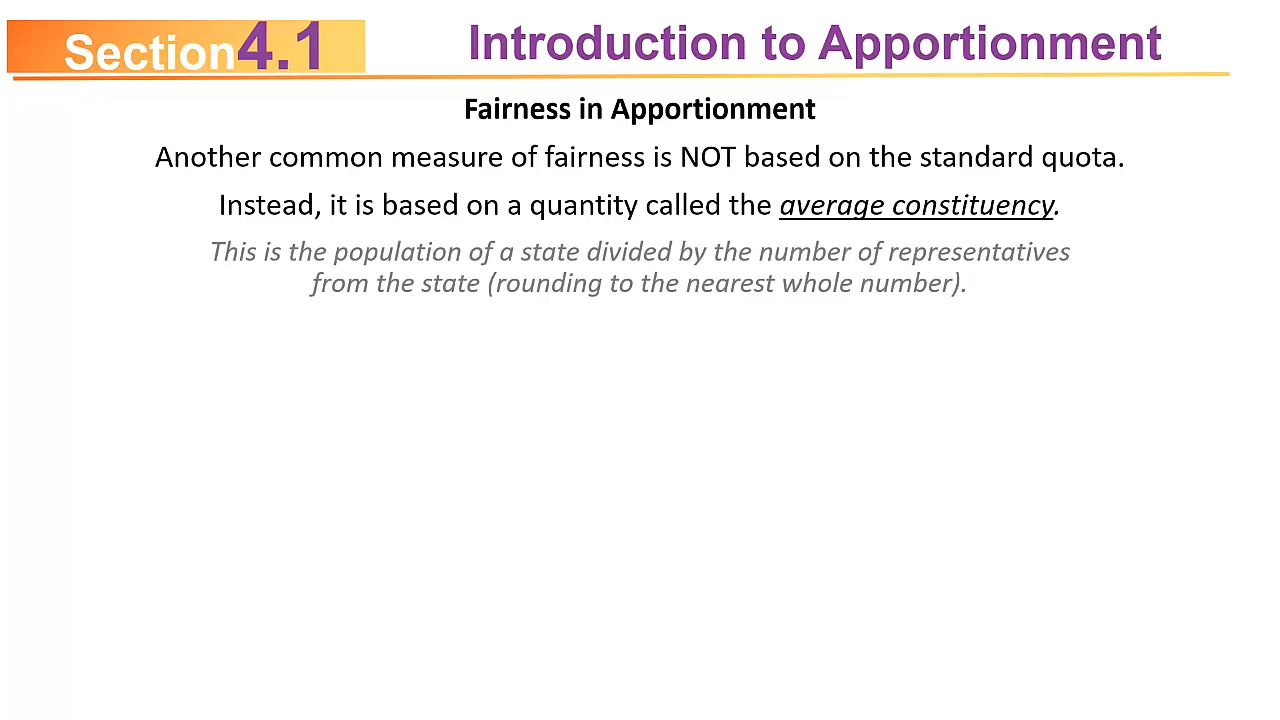 Section4.1
Introduction to Apportionment
Fairness in Apportionment
Another common measure of fairness is NOT based on the standard quota.
Instead, it is based on a quantity called the average constituency.
This is the population of a state divided by the number of representatives
from the state (rounding to the nearest whole number).